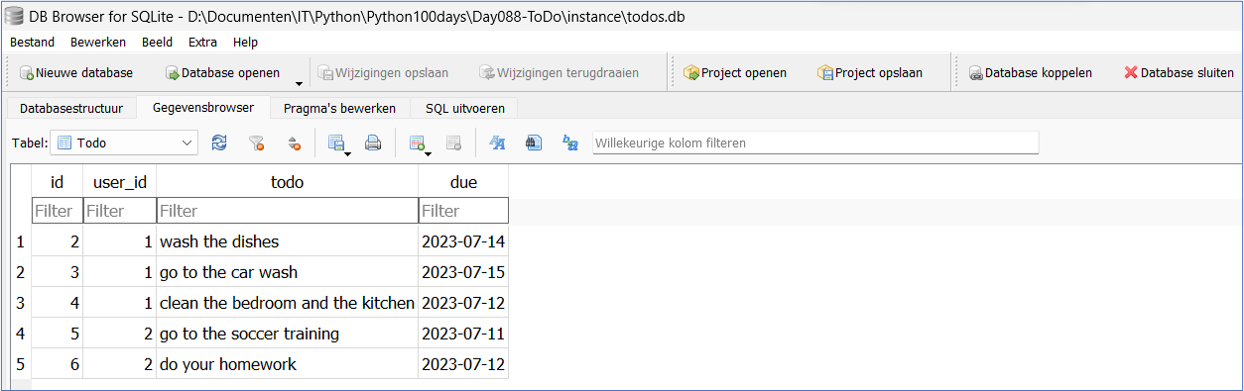 DB Browser for SQLite - D:\Documenten\IT\Python\Python100days\Day088-ToDo\instance\todos.db
Bestand Bewerken Beeld Extra Help
Nieuwe database Database openen Wijzigingen opslaan Wijzigingen terugdraaien Project openen Project opslaan Database koppelen Database sluiten
Databasestructuur Gegevensbrowser Pragma's bewerken SQL uitvoeren
Tabel: Todo Willekeurige kolom filteren
id user_id todo due
Filter Filter Filter Filter
1 2 1 wash the dishes 2023-07-14
2 3 1 go to the car wash 2023-07-15
3 4 1 clean the bedroom and the kitchen 2023-07-12
4 5 2 go to the soccer training 2023-07-11
5 6 2 do your homework 2023-07-12